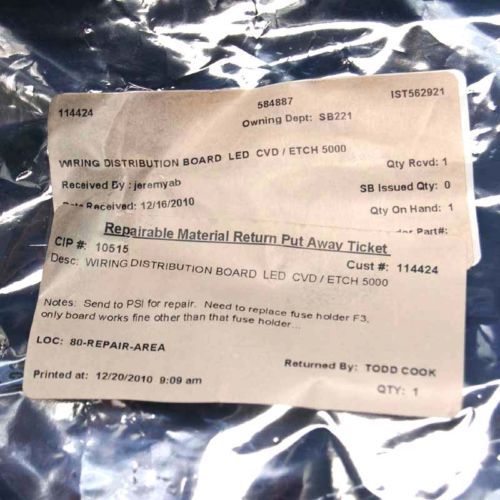 114424
584887
IST562921
Owning Dept: SB221
WIRING DISTRIBUTION BOARD LED CVD / ETCH 5000
Qty Rcvd: 1
Received By : jeremyab
SB Issued Qty: 0
Date Received: 12/16/2010
Qty On Hand: 1
Part#:
Repairable Material Return Put Away Ticket
CIP #: 10515
Cust #: 114424
Desc: WIRING DISTRIBUTION BOARD LED CVD / ETCH 5000
Notes: Send to PSI for repair. Need to replace fuse holder F3,
only board works fine other than that fuse holder...
LOC: 80-REPAIR-AREA
Returned By: TODD COOK
Printed at: 12/20/2010 9:09 am
QTY: 1